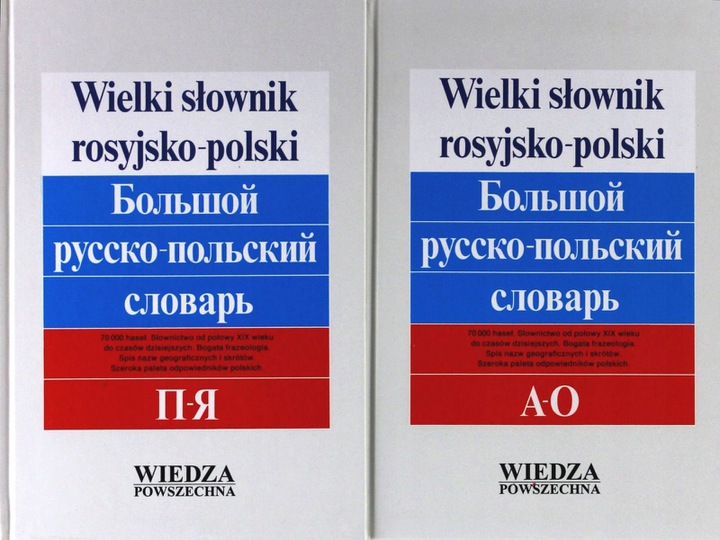 Wielki słownik
rosyjsko-polski
Большой
русско-польский
словарь
70 000 haseł. Słownictwo od połowy XIX wieku
do czasów dzisiejszych. Bogata frazeologia.
Spis nazw geograficznych i skrótów.
Szeroka paleta odpowiedników polskich.
П-Я
WIEDZA
POWSZECHNA
Wielki słownik
rosyjsko-polski
Большой
русско-польский
словарь
70 000 haseł. Słownictwo od połowy XIX wieku
do czasów dzisiejszych. Bogata frazeologia.
Spis nazw geograficznych i skrótów.
Szeroka paleta odpowiedników polskich.
А-О
WIEDZA
POWSZECHNA